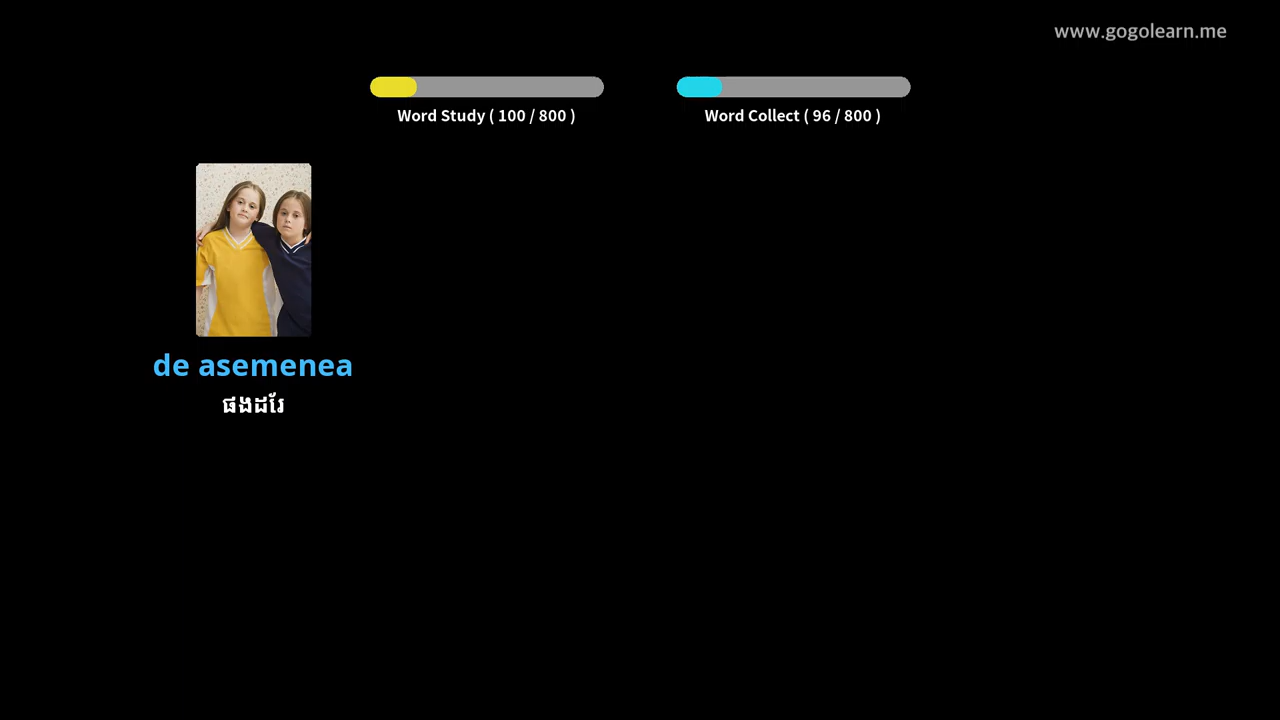 www.gogolearn.me
Word Study ( 100 / 800 )
Word Collect ( 96 / 800 )
de asemenea
ផងដរែ